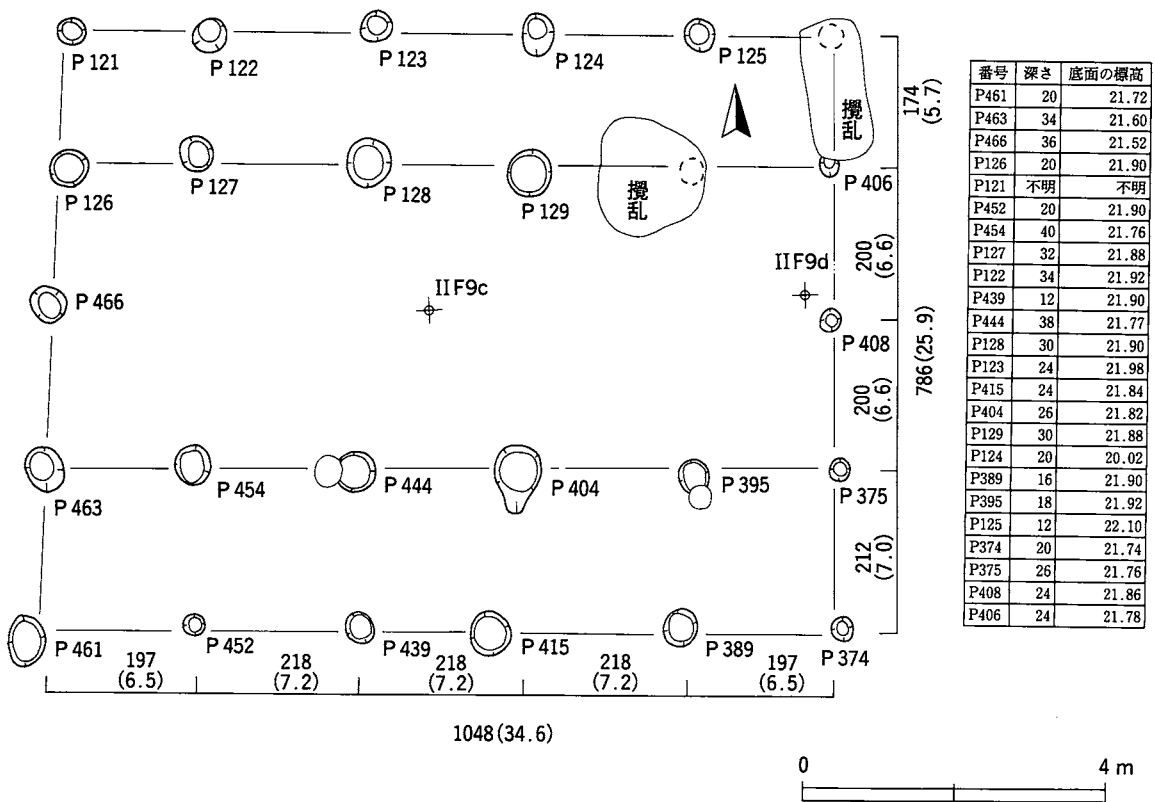 P 121
P 122
P 123
P 124
P 125
攪乱
174
(5.7)
P 126
P 127
P 128
P 129
攪乱
P 406
200
(6.6)
P 466
IIF9c
IIF9d
P 408
786(25.9)
200
(6.6)
P 463
P 454
P 444
P 404
P 395
P 375
212
(7.0)
P 461
P 452
P 439
P 415
P 389
P 374
197
(6.5)
218
(7.2)
218
(7.2)
218
(7.2)
197
(6.5)
1048(34.6)
0 4 m
番号 深さ 底面の標高
P461 20 21.72
P463 34 21.60
P466 36 21.52
P126 20 21.90
P121 不明 不明
P452 20 21.90
P454 40 21.76
P127 32 21.88
P122 34 21.92
P439 12 21.90
P444 38 21.77
P128 30 21.90
P123 24 21.98
P415 24 21.84
P404 26 21.82
P129 30 21.88
P124 20 20.02
P389 16 21.90
P395 18 21.92
P125 12 22.10
P374 20 21.74
P375 26 21.76
P408 24 21.86
P406 24 21.78